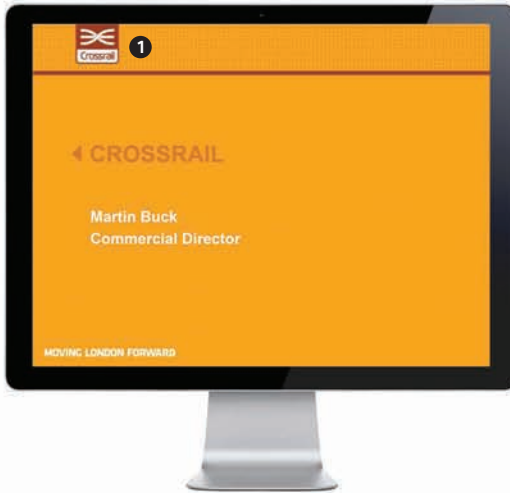 Crossrail
1
CROSSRAIL
Martin Buck
Commercial Director
MOVING LONDON FORWARD